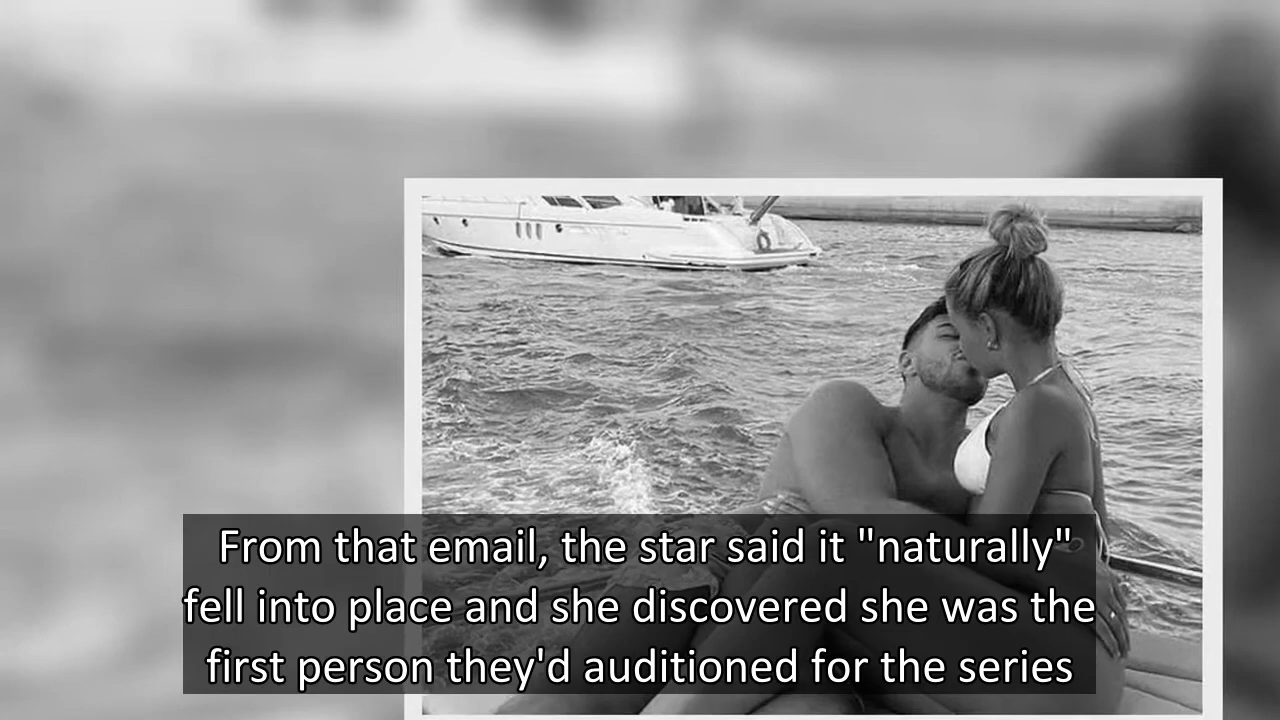 From that email, the star said it "naturally"
fell into place and she discovered she was the
first person they'd auditioned for the series